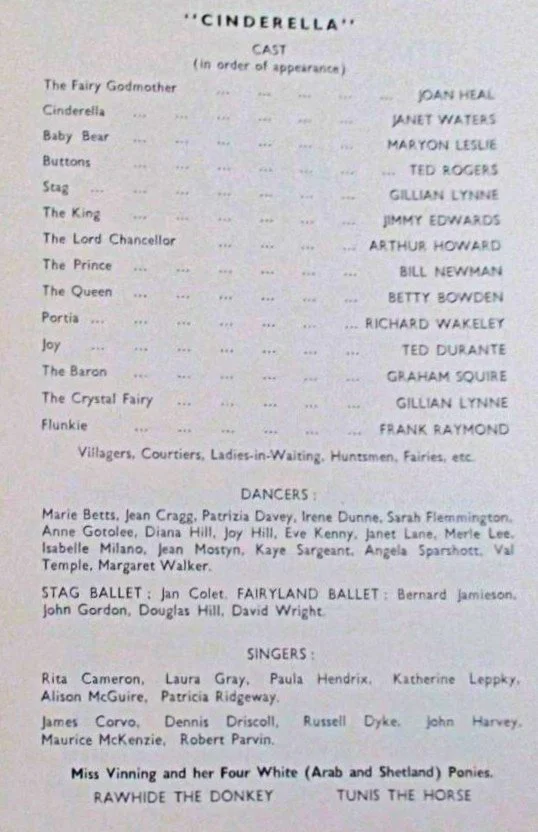 "CINDERELLA"
CAST
(in order of appearance)
The Fairy Godmother ... ... ... ... ... JOAN HEAL
Cinderella ... ... ... ... ... ... JANET WATERS
Baby Bear ... ... ... ... ... ... MARYON LESLIE
Buttons ... ... ... ... ... ... TED ROGERS
Stag ... ... ... ... ... ... GILLIAN LYNNE
The King ... ... ... ... ... ... JIMMY EDWARDS
The Lord Chancellor ... ... ... ... ARTHUR HOWARD
The Prince ... ... ... ... ... ... BILL NEWMAN
The Queen ... ... ... ... ... ... BETTY BOWDEN
Portia ... ... ... ... ... ... ... RICHARD WAKELEY
Joy ... ... ... ... ... ... TED DURANTE
The Baron ... ... ... ... ... ... GRAHAM SQUIRE
The Crystal Fairy ... ... ... ... ... GILLIAN LYNNE
Flunkie ... ... ... ... ... ... FRANK RAYMOND
Villagers, Courtiers, Ladies-in-Waiting, Huntsmen, Fairies, etc.
DANCERS :
Marie Betts, Jean Cragg, Patrizia Davey, Irene Dunne, Sarah Flemmington,
Anne Gotolee, Diana Hill, Joy Hill, Eve Kenny, Janet Lane, Merle Lee,
Isabelle Milano, Jean Mostyn, Kaye Sargeant, Angela Sparshott, Val
Temple, Margaret Walker.
STAG BALLET : Jan Colet. FAIRYLAND BALLET : Bernard Jamieson,
John Gordon, Douglas Hill, David Wright.
SINGERS :
Rita Cameron, Laura Gray, Paula Hendrix, Katherine Leppky,
Alison McGuire, Patricia Ridgeway.
James Corvo, Dennis Driscoll, Russell Dyke, John Harvey,
Maurice McKenzie, Robert Parvin.
Miss Vinning and her Four White (Arab and Shetland) Ponies.
RAWHIDE THE DONKEY TUNIS THE HORSE